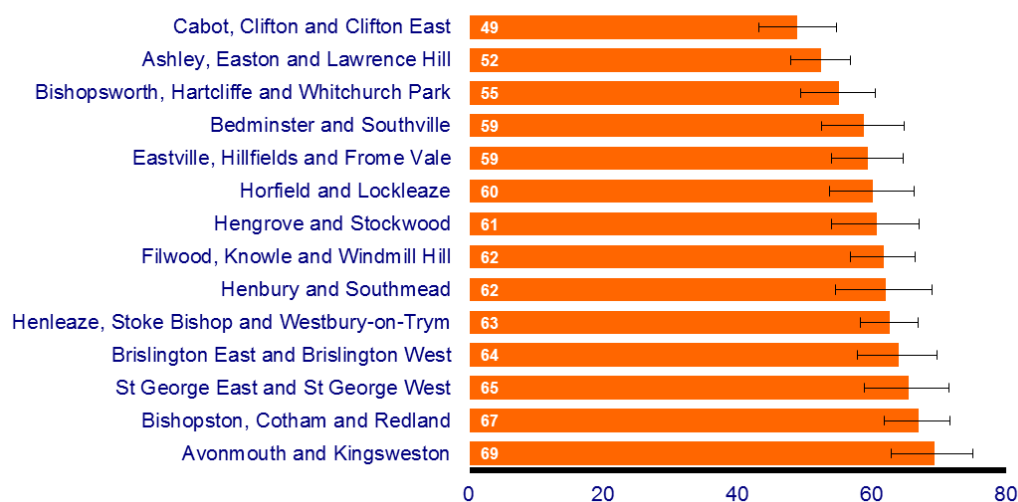 Cabot, Clifton and Clifton East 49
Ashley, Easton and Lawrence Hill 52
Bishopsworth, Hartcliffe and Whitchurch Park 55
Bedminster and Southville 59
Eastville, Hillfields and Frome Vale 59
Horfield and Lockleaze 60
Hengrove and Stockwood 61
Filwood, Knowle and Windmill Hill 62
Henbury and Southmead 62
Henleaze, Stoke Bishop and Westbury-on-Trym 63
Brislington East and Brislington West 64
St George East and St George West 65
Bishopston, Cotham and Redland 67
Avonmouth and Kingsweston 69
0 20 40 60 80